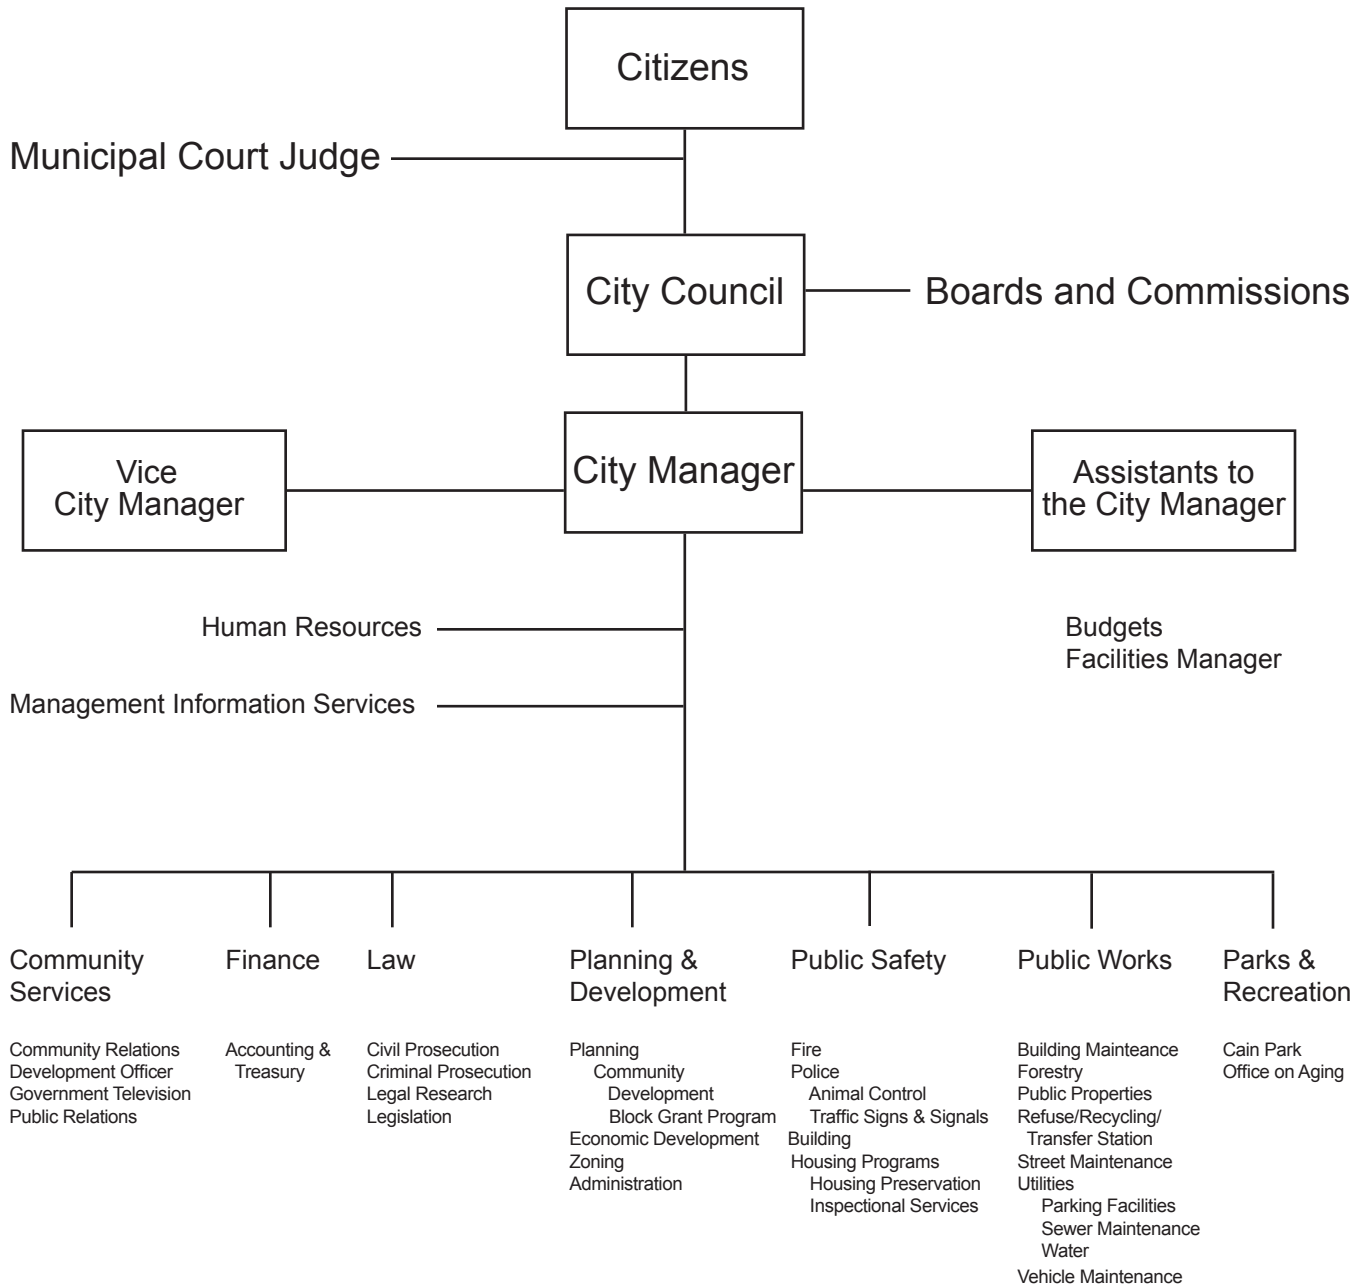 Citizens
Municipal Court Judge
City Council
Boards and Commissions
Vice
City Manager
City Manager
Assistants to
the City Manager
Human Resources
Budgets
Facilities Manager
Management Information Services
Community
Services
Community Relations
Development Officer
Government Television
Public Relations
Finance
Accounting &
Treasury
Law
Civil Prosecution
Criminal Prosecution
Legal Research
Legislation
Planning &
Development
Planning
Community
Development
Block Grant Program
Economic Development
Zoning
Administration
Public Safety
Fire
Police
Animal Control
Traffic Signs & Signals
Building
Housing Programs
Housing Preservation
Inspectional Services
Public Works
Building Mainteance
Forestry
Public Properties
Refuse/Recycling/
Transfer Station
Street Maintenance
Utilities
Parking Facilities
Sewer Maintenance
Water
Vehicle Maintenance
Parks &
Recreation
Cain Park
Office on Aging